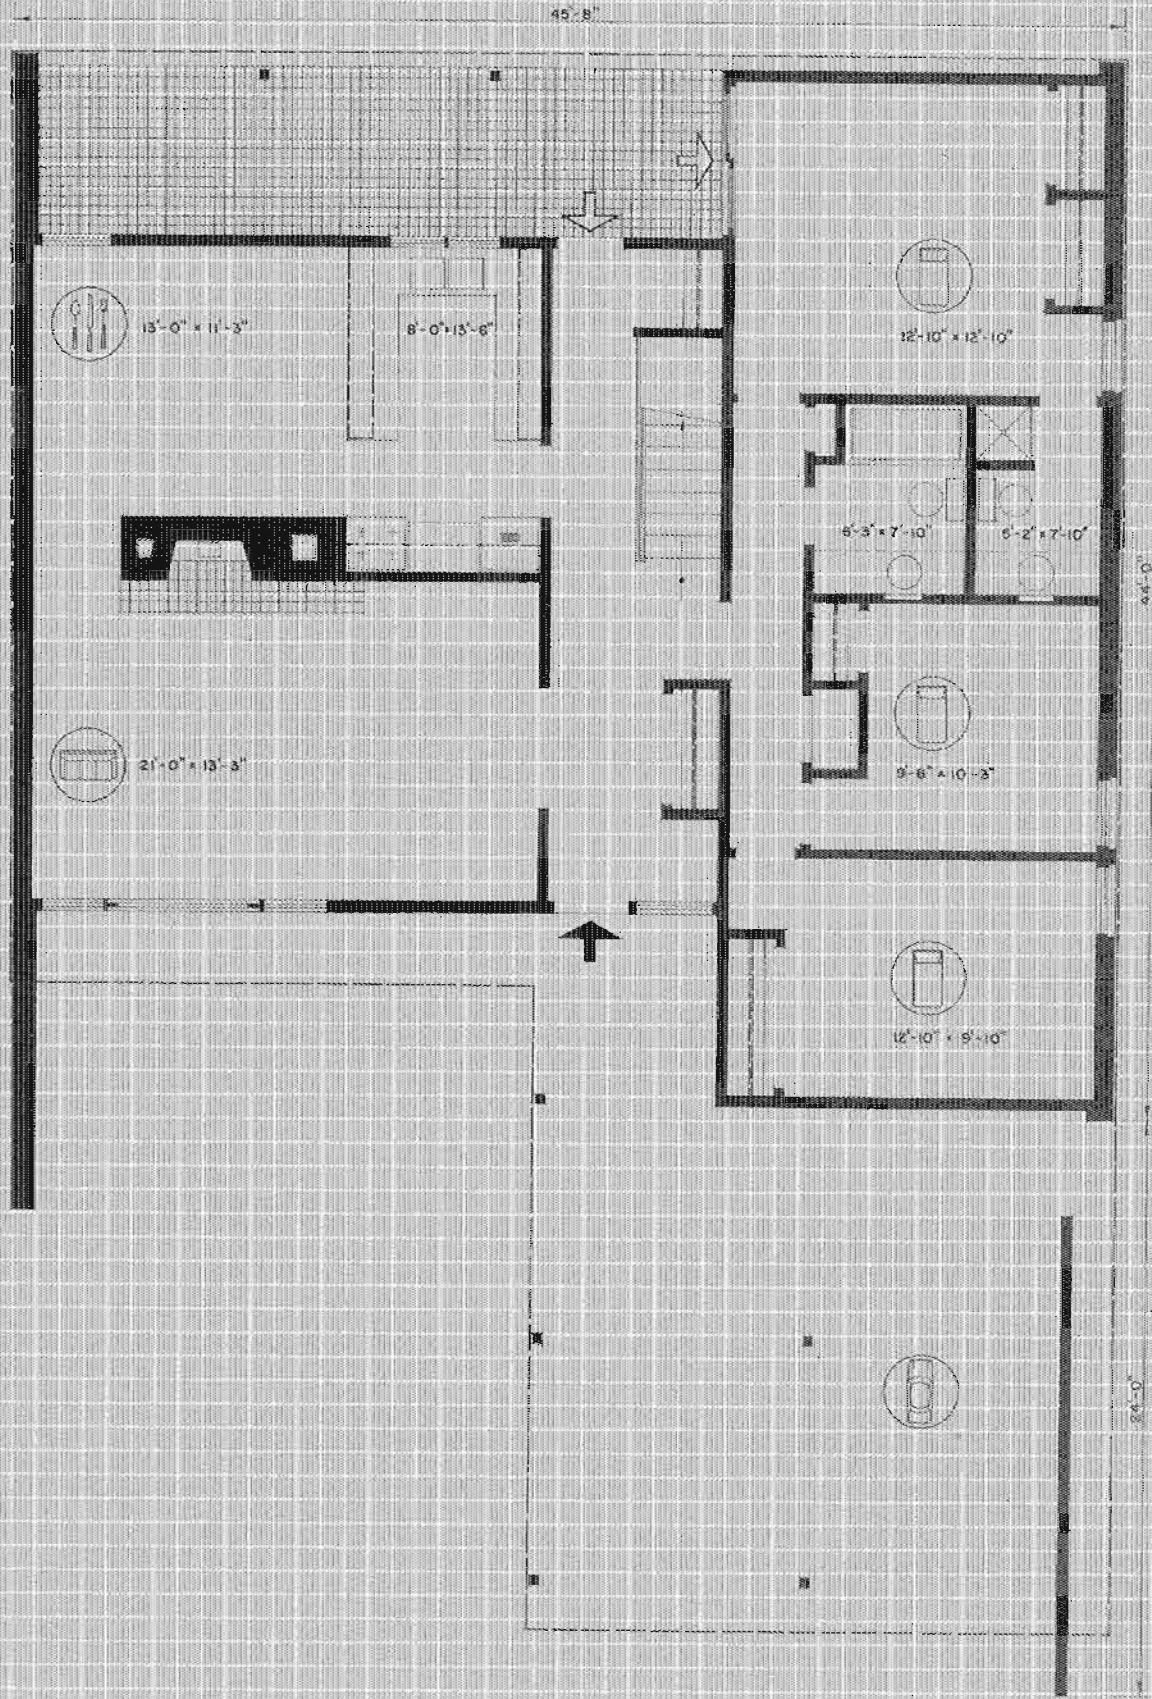 45'-8"
13'-0" × 11'-3"
8'-0" × 13'-6"
12'-10" × 12'-10"
6'-3" × 7'-10"
5'-2" × 7'-10"
44'-0"
21'-0" × 13'-3"
9'-6" × 10'-3"
12'-10" × 9'-10"
24'-0"